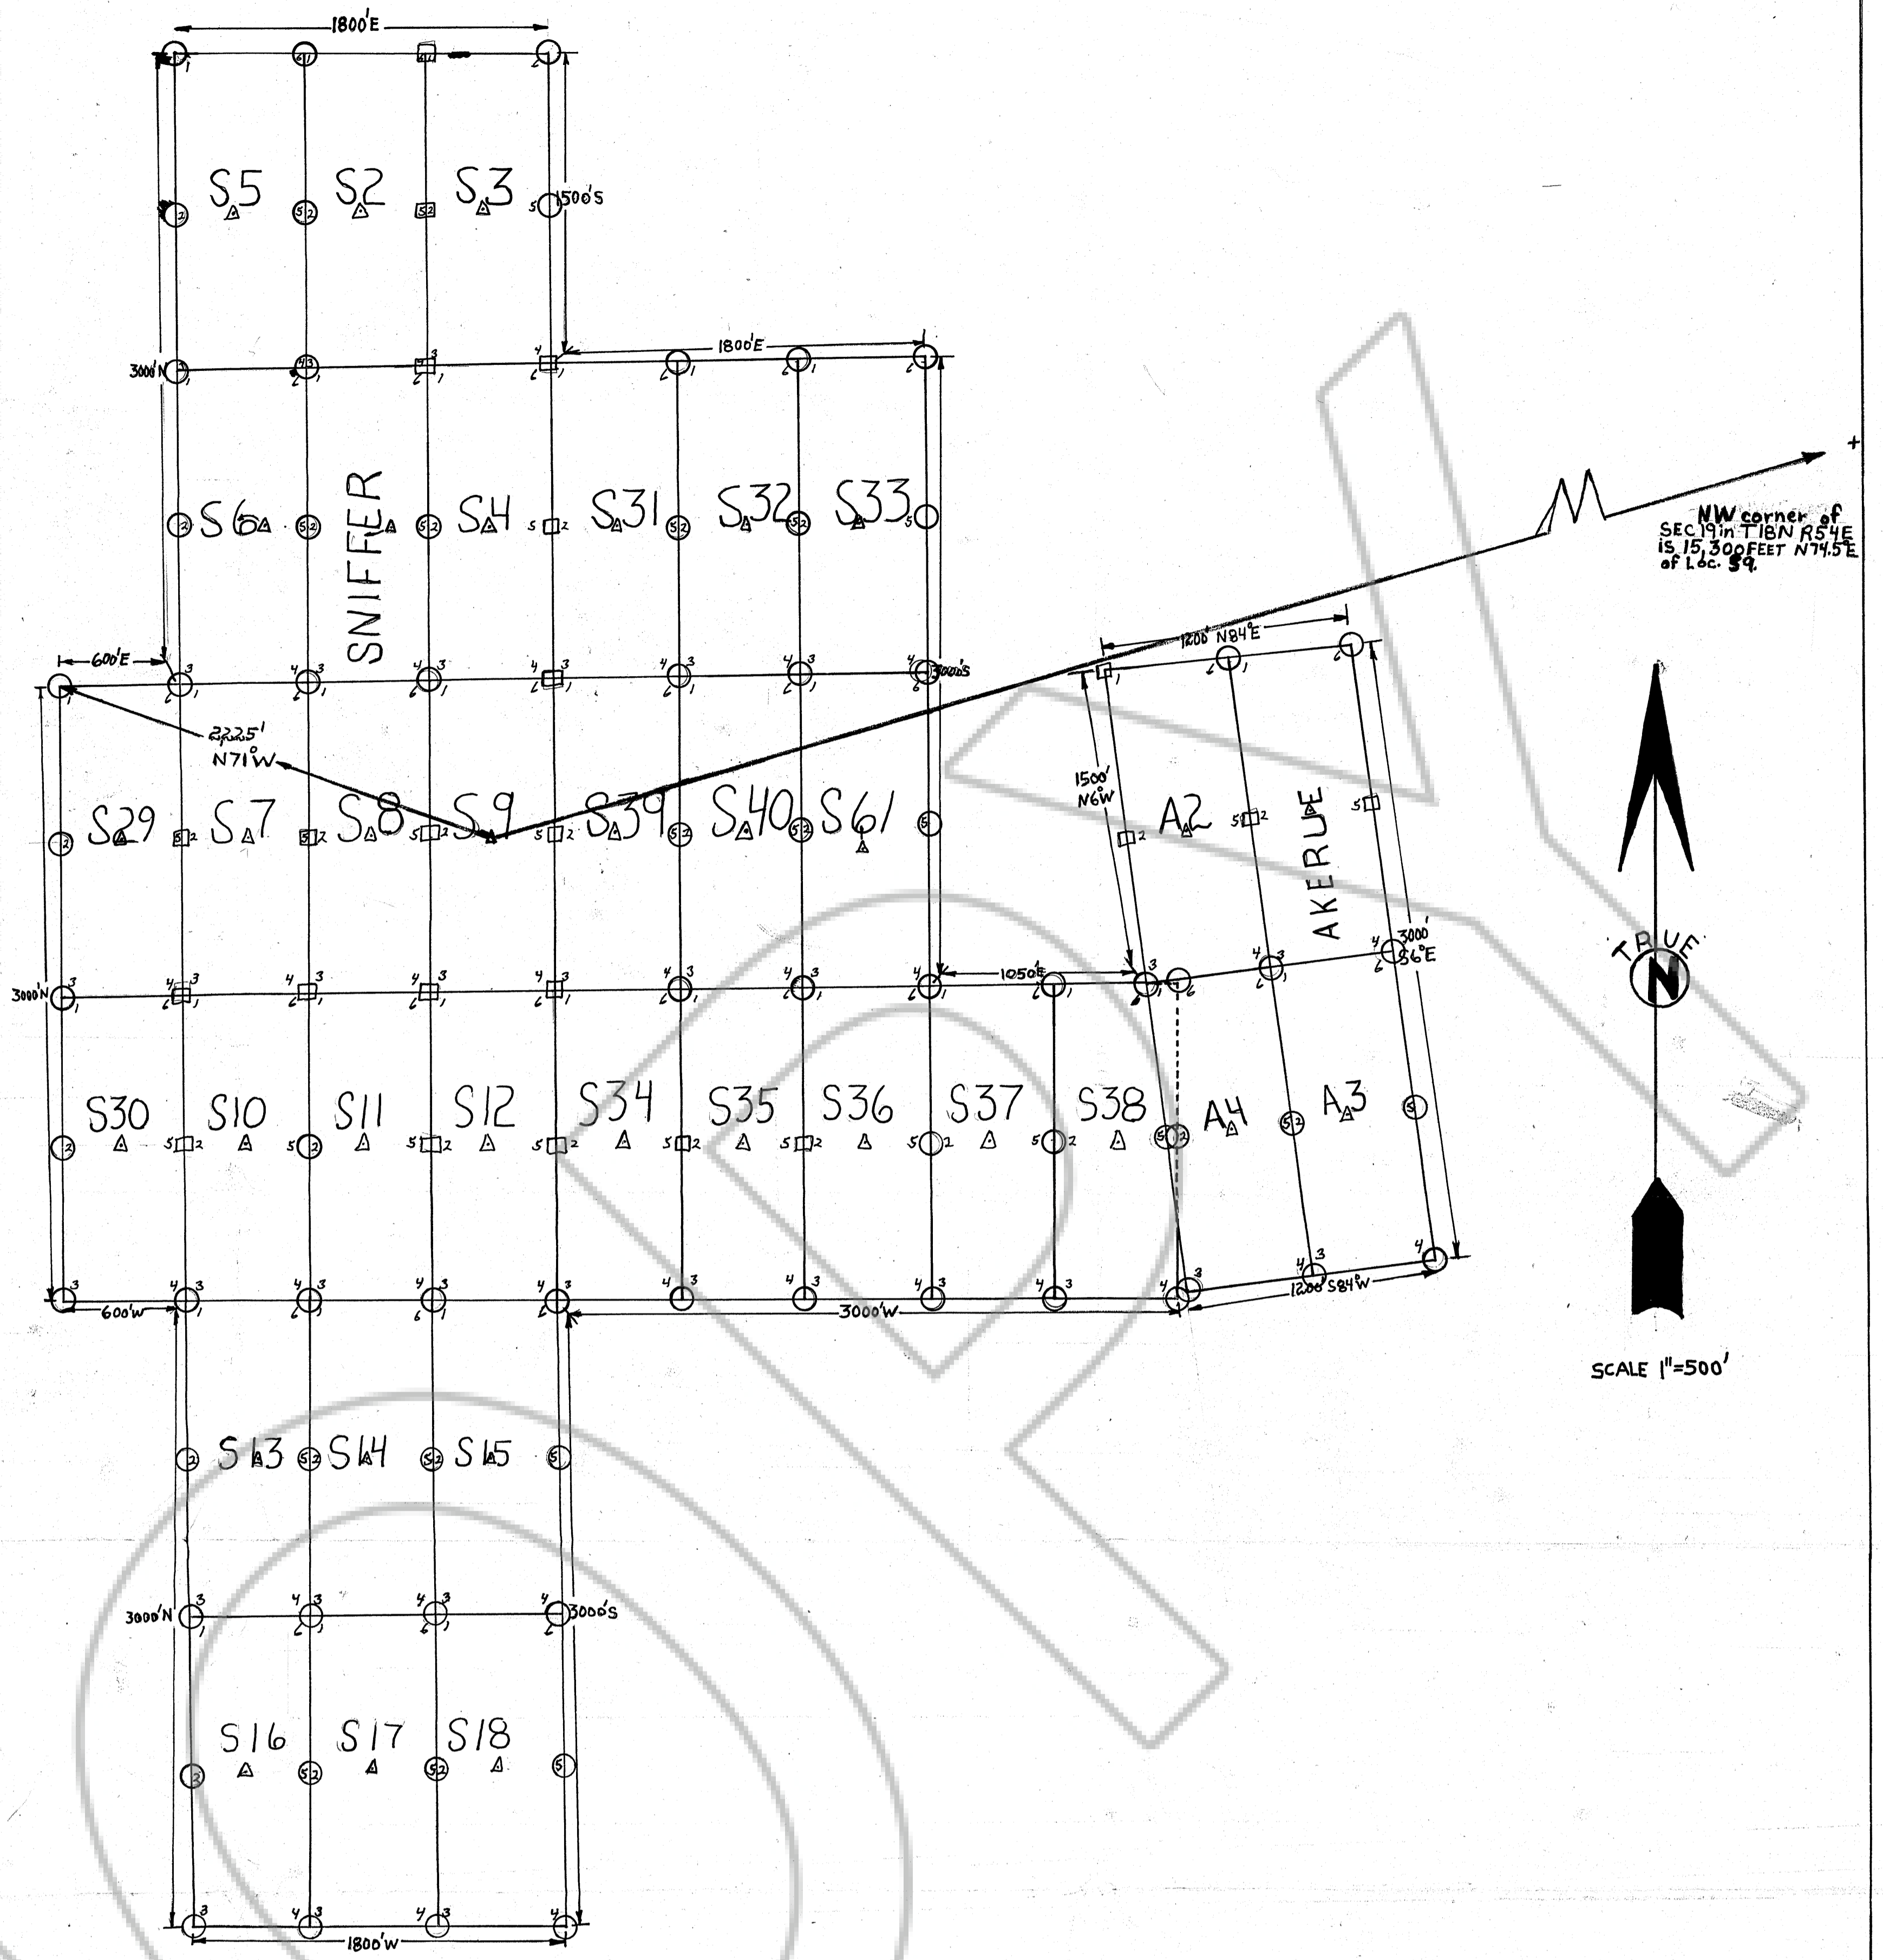 1800'E
S5
S2
S3
1500'S
1800'E
3000'N
S6
SNIFFER
S4
S31
S32
S33
NW corner of
SEC 19 in T18N R54E
is 15,300 FEET N74.5°E
of Loc. S9.
600'E
3000'S
1200' N84°E
2225'
N71°W
1500'
N6°W
S29
S7
S8
S9
S39
S40
S61
A2
AKERUE
3000'
S6°E
TRUE
N
3000'N
1050'E
S30
S10
S11
S12
S34
S35
S36
S37
S38
A4
A3
600'W
3000'W
1200' S84°W
SCALE 1"=500'
S13
S14
S15
3000'N
3000'S
S16
S17
S18
1800'W